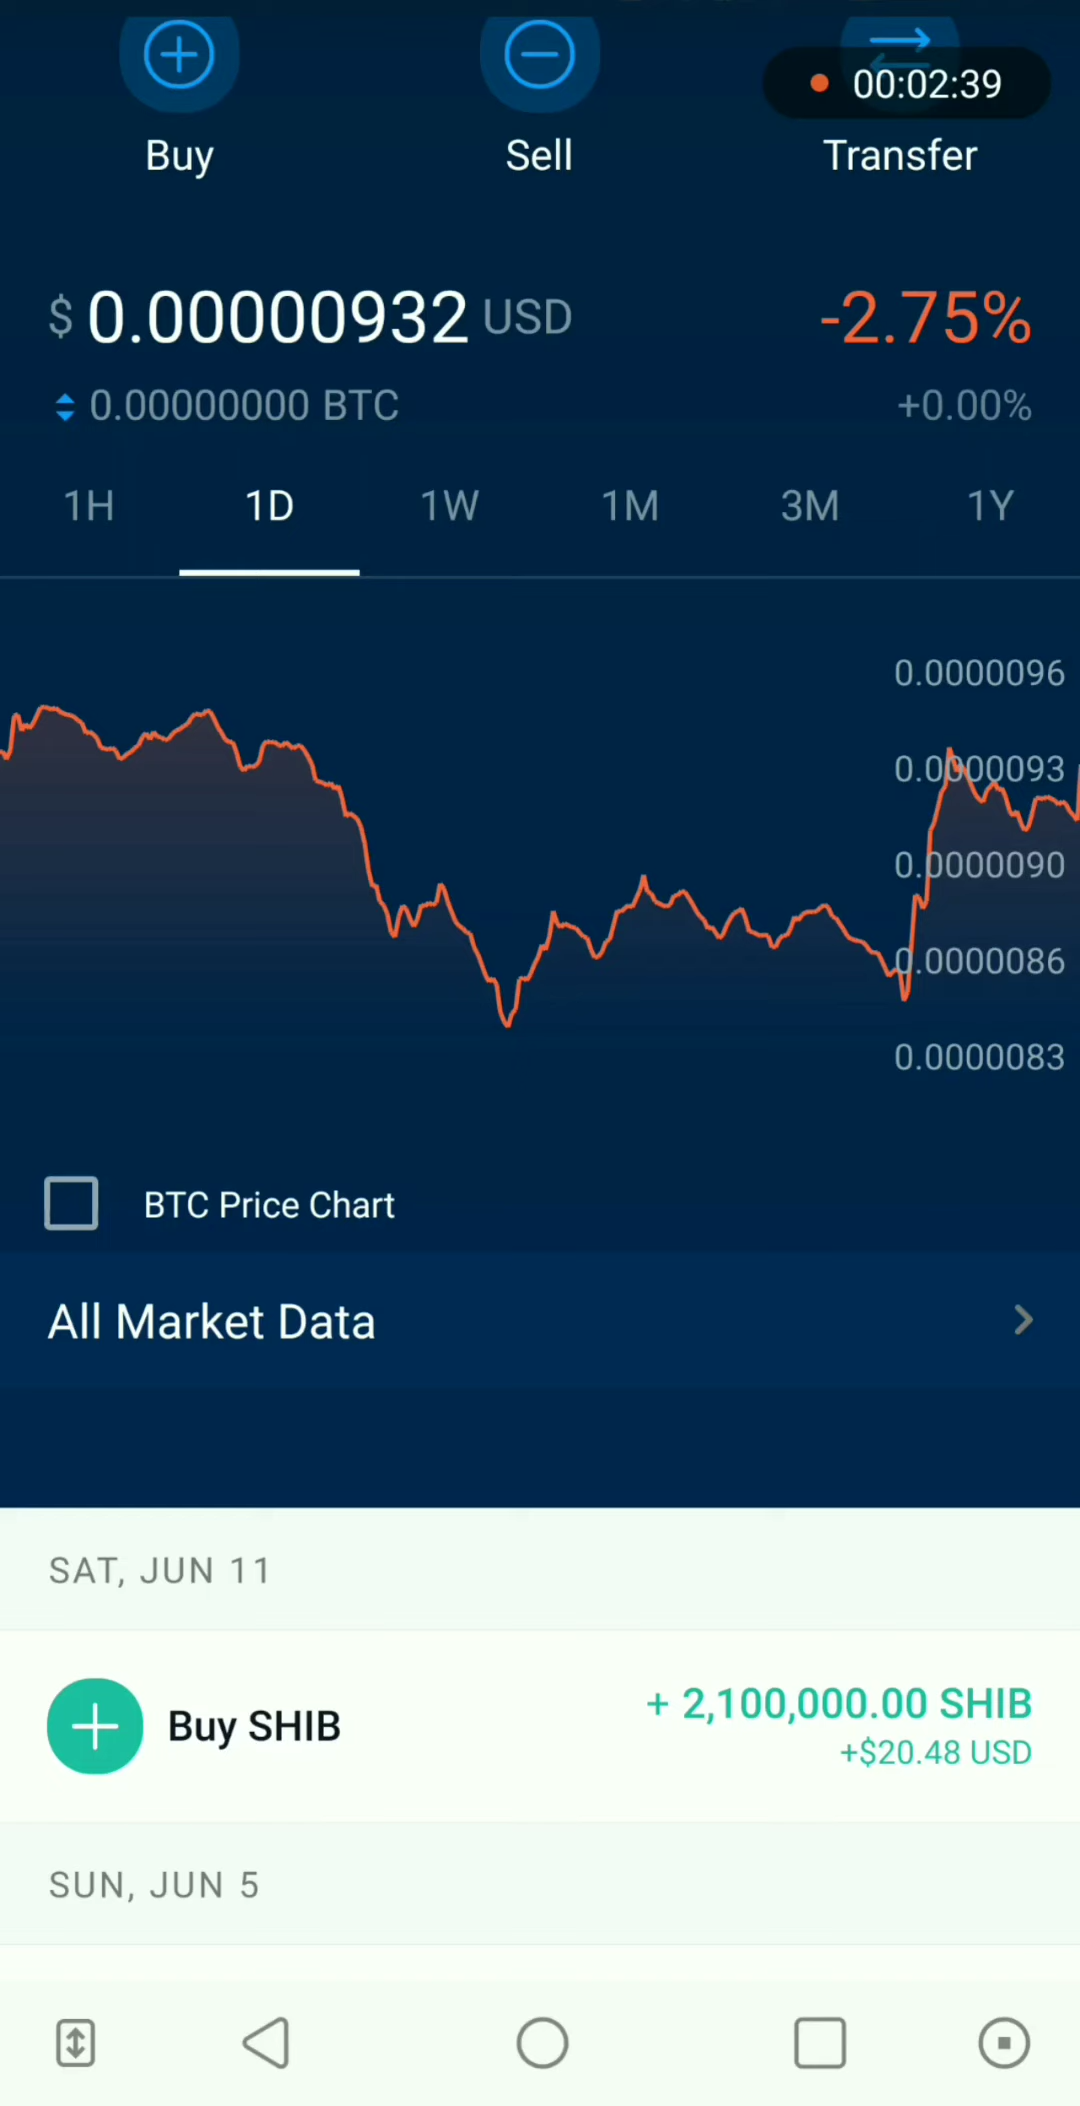 00:02:39
Buy Sell Transfer
$ 0.00000932 USD -2.75%
0.00000000 BTC +0.00%
1H 1D 1W 1M 3M 1Y
0.0000096
0.0000093
0.0000090
0.0000086
0.0000083
BTC Price Chart
All Market Data
SAT, JUN 11
Buy SHIB + 2,100,000.00 SHIB
+$20.48 USD
SUN, JUN 5